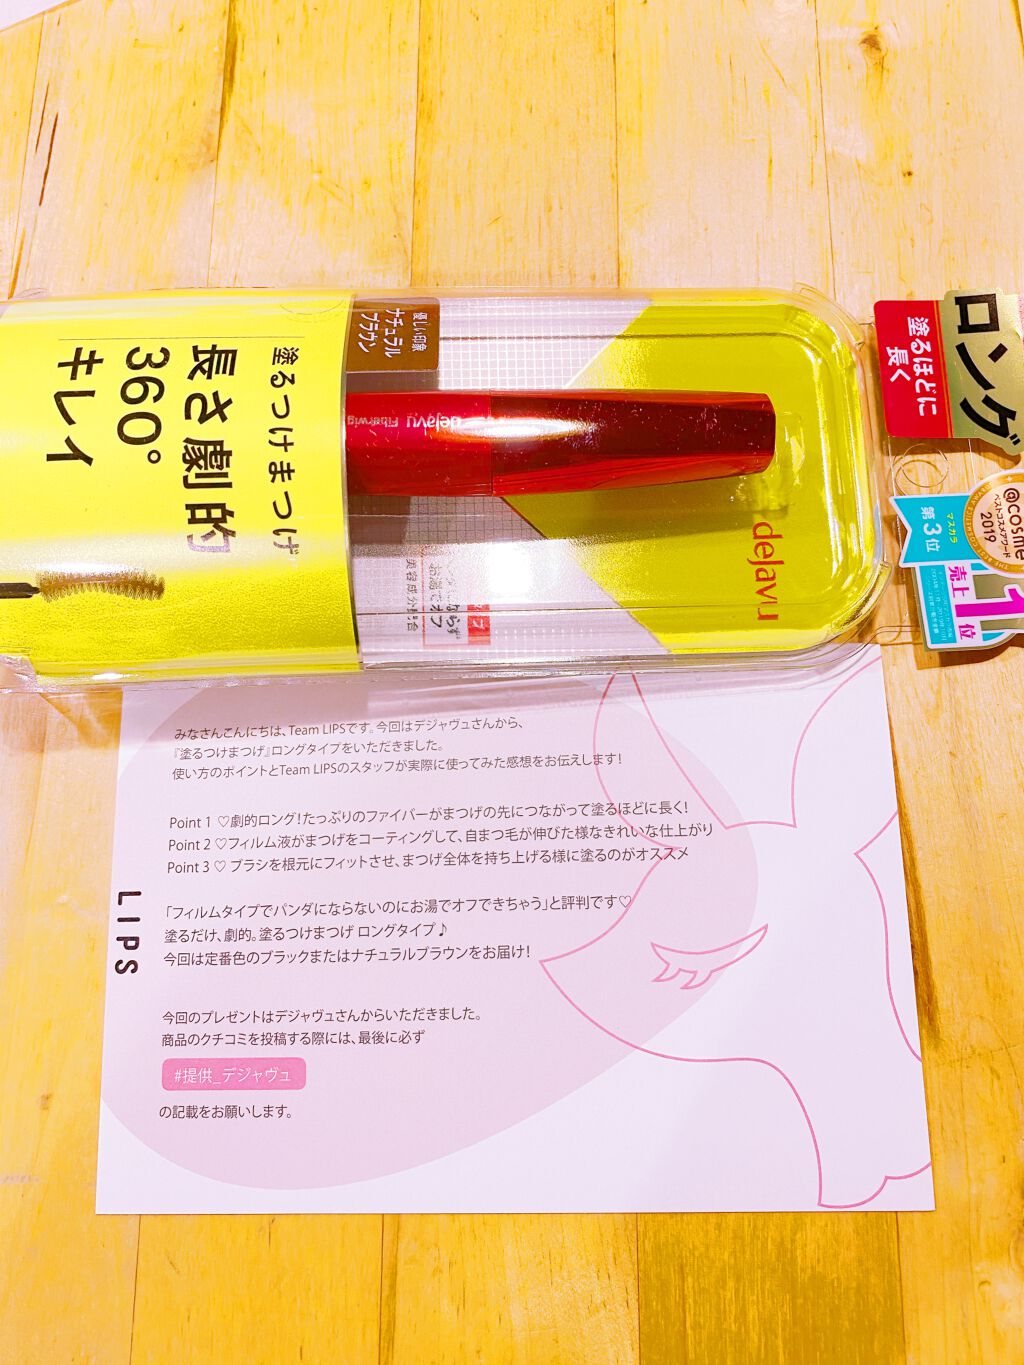 塗るつけまつげ
長さ劇的
360°
キレイ
優しい印象
ナチュラル
ブラウン
dejavu Fiberwig
dejavu
お湯でオフ
美容成分配合
ロング
塗るほどに
長く
@cosme
ベストコスメアワード
2019
マスカラ
第3位
売上
1位
みなさんこんにちは、Team LIPSです。今回はデジャヴュさんから、
『塗るつけまつげ』ロングタイプをいただきました。
使い方のポイントとTeam LIPSのスタッフが実際に使ってみた感想をお伝えします!
Point 1 ♡劇的ロング!たっぷりのファイバーがまつげの先につながって塗るほどに長く!
Point 2 ♡フィルム液がまつげをコーティングして、自まつ毛が伸びた様なきれいな仕上がり
Point 3 ♡ ブラシを根元にフィットさせ、まつげ全体を持ち上げる様に塗るのがオススメ
「フィルムタイプでパンダにならないのにお湯でオフできちゃう」と評判です♡
塗るだけ、劇的。塗るつけまつげ ロングタイプ♪
今回は定番色のブラックまたはナチュラルブラウンをお届け!
LIPS
今回のプレゼントはデジャヴュさんからいただきました。
商品のクチコミを投稿する際には、最後に必ず
#提供_デジャヴュ
の記載をお願いします。